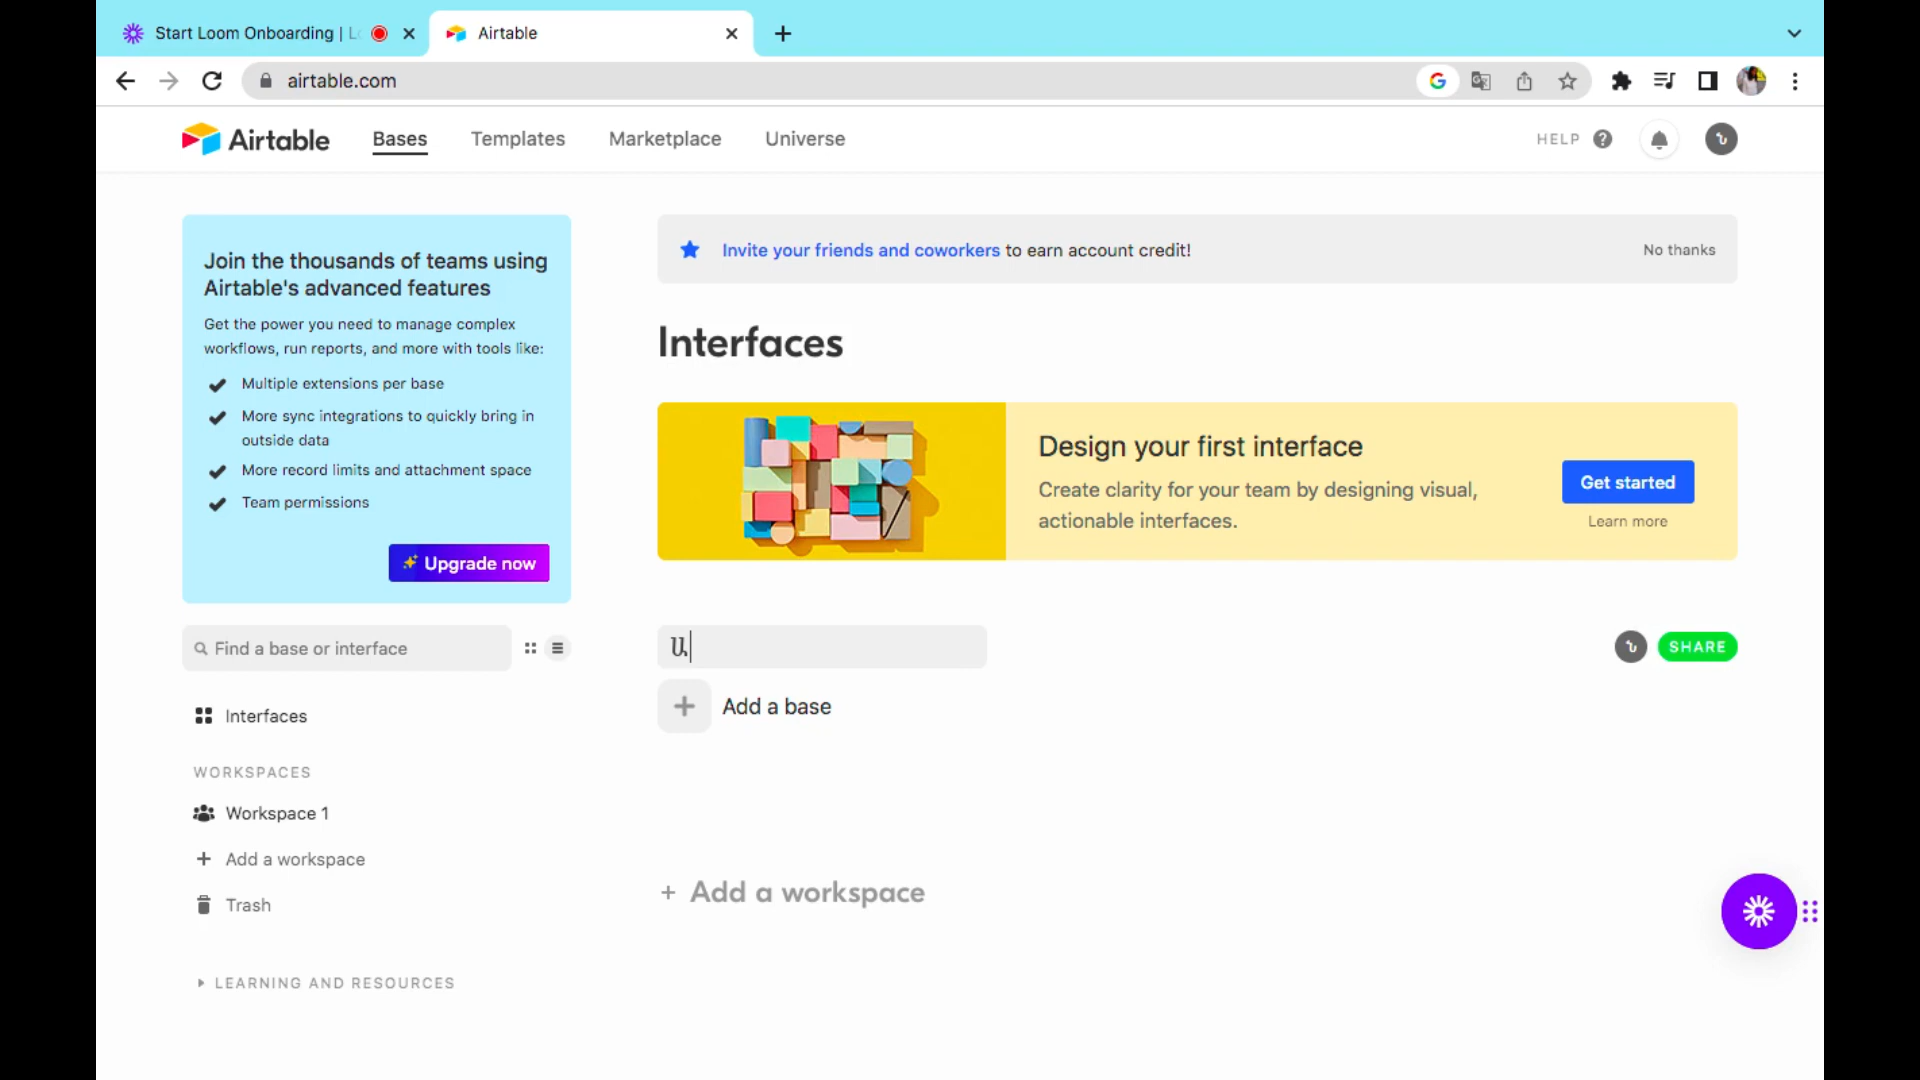 Start Loom Onboarding | L
Airtable
airtable.com
Airtable
Bases
Templates
Marketplace
Universe
HELP
Join the thousands of teams using
Airtable's advanced features
Get the power you need to manage complex
workflows, run reports, and more with tools like:
Multiple extensions per base
More sync integrations to quickly bring in
outside data
More record limits and attachment space
Team permissions
Upgrade now
Find a base or interface
Interfaces
WORKSPACES
Workspace 1
Add a workspace
Trash
LEARNING AND RESOURCES
Invite your friends and coworkers to earn account credit!
No thanks
Interfaces
Design your first interface
Create clarity for your team by designing visual,
actionable interfaces.
Get started
Learn more
SHARE
Add a base
+ Add a workspace